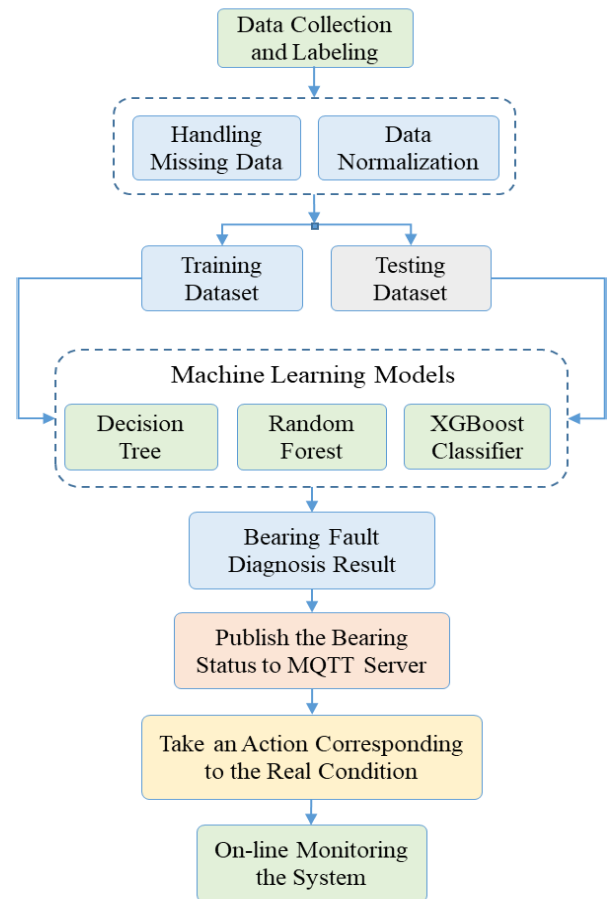 Data Collection
and Labeling
Handling
Missing Data
Data
Normalization
Training
Dataset
Testing
Dataset
Machine Learning Models
Decision
Tree
Random
Forest
XGBoost
Classifier
Bearing Fault
Diagnosis Result
Publish the Bearing
Status to MQTT Server
Take an Action Corresponding
to the Real Condition
On-line Monitoring
the System